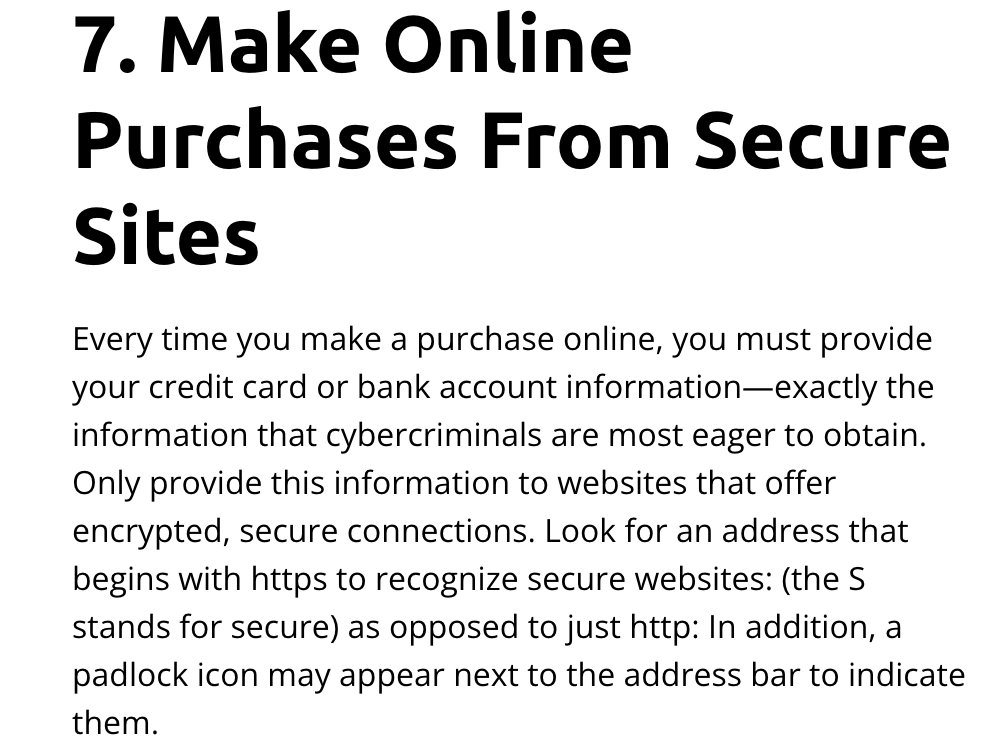 7. Make Online
Purchases From Secure
Sites
Every time you make a purchase online, you must provide
your credit card or bank account information—exactly the
information that cybercriminals are most eager to obtain.
Only provide this information to websites that offer
encrypted, secure connections. Look for an address that
begins with https to recognize secure websites: (the S
stands for secure) as opposed to just http: In addition, a
padlock icon may appear next to the address bar to indicate
them.